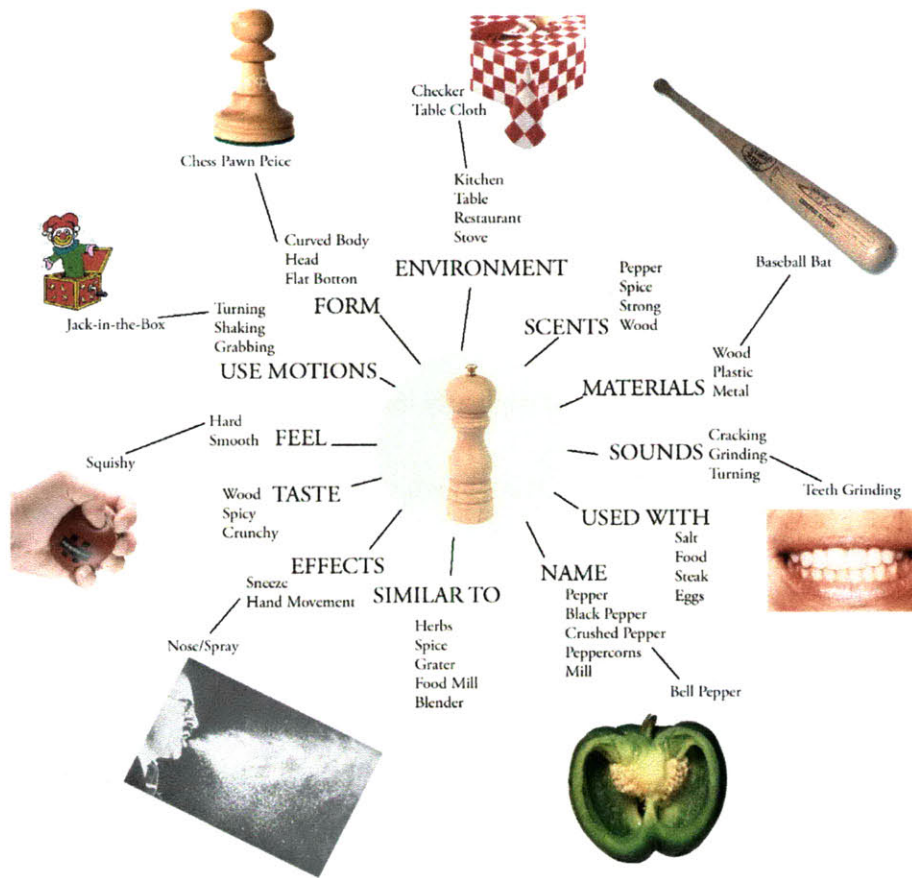 Chess Pawn Peice
Curved Body
Head
Flat Botton
FORM
Checker
Table Cloth
Kitchen
Table
Restaurant
Stove
ENVIRONMENT
Pepper
Spice
Strong
Wood
SCENTS
Baseball Bat
Wood
Plastic
Metal
MATERIALS
Jack-in-the-Box
Turning
Shaking
Grabbing
USE MOTIONS
Hard
Smooth
FEEL
Squishy
SOUNDS
Cracking
Grinding
Turning
Teeth Grinding
TASTE
Wood
Spicy
Crunchy
USED WITH
Salt
Food
Steak
Eggs
EFFECTS
Sneeze
Hand Movement
Nose/Spray
SIMILAR TO
Herbs
Spice
Grater
Food Mill
Blender
NAME
Pepper
Black Pepper
Crushed Pepper
Peppercorns
Mill
Bell Pepper